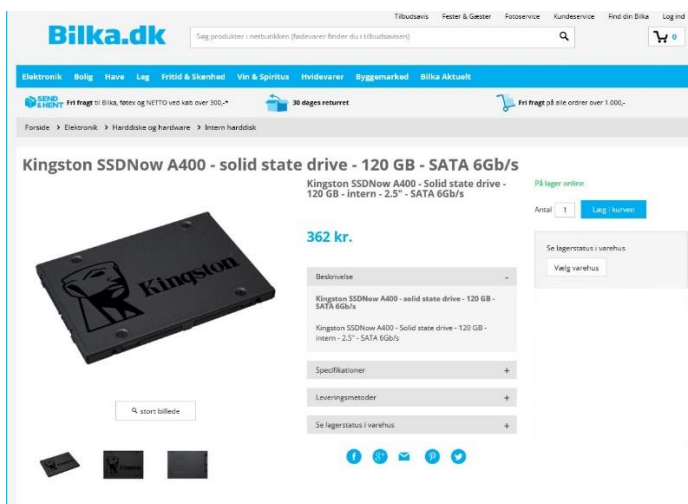 Tilbudsavis Fester & Gæster Fotoservice Kundeservice Find din Bilka Log ind
Bilka.dk
Søg produkter i netbutikken (fødevarer finder du i tilbudsavisen)
0
Elektronik Bolig Have Leg Fritid & Skønhed Vin & Spiritus Hvidevarer Byggemarked Bilka Aktuelt
SEND & HENT Fri fragt til Bilka, føtex og NETTO ved køb over 300,-*
30 dages returret
Fri fragt på alle ordrer over 1.000,-
Forside > Elektronik > Harddiske og hardware > Intern harddisk
Kingston SSDNow A400 - solid state drive - 120 GB - SATA 6Gb/s
Kingston SSDNow A400 - Solid state drive -
120 GB - intern - 2.5" - SATA 6Gb/s
På lager online
Antal 1 Læg i kurven
362 kr.
Se lagerstatus i varehus
Vælg varehus
Kingston
Beskrivelse -
Kingston SSDNow A400 - solid state drive - 120 GB -
SATA 6Gb/s
Kingston SSDNow A400 - Solid state drive - 120 GB -
intern - 2.5" - SATA 6Gb/s
Specifikationer +
Leveringsmetoder +
Se lagerstatus i varehus +
stort billede